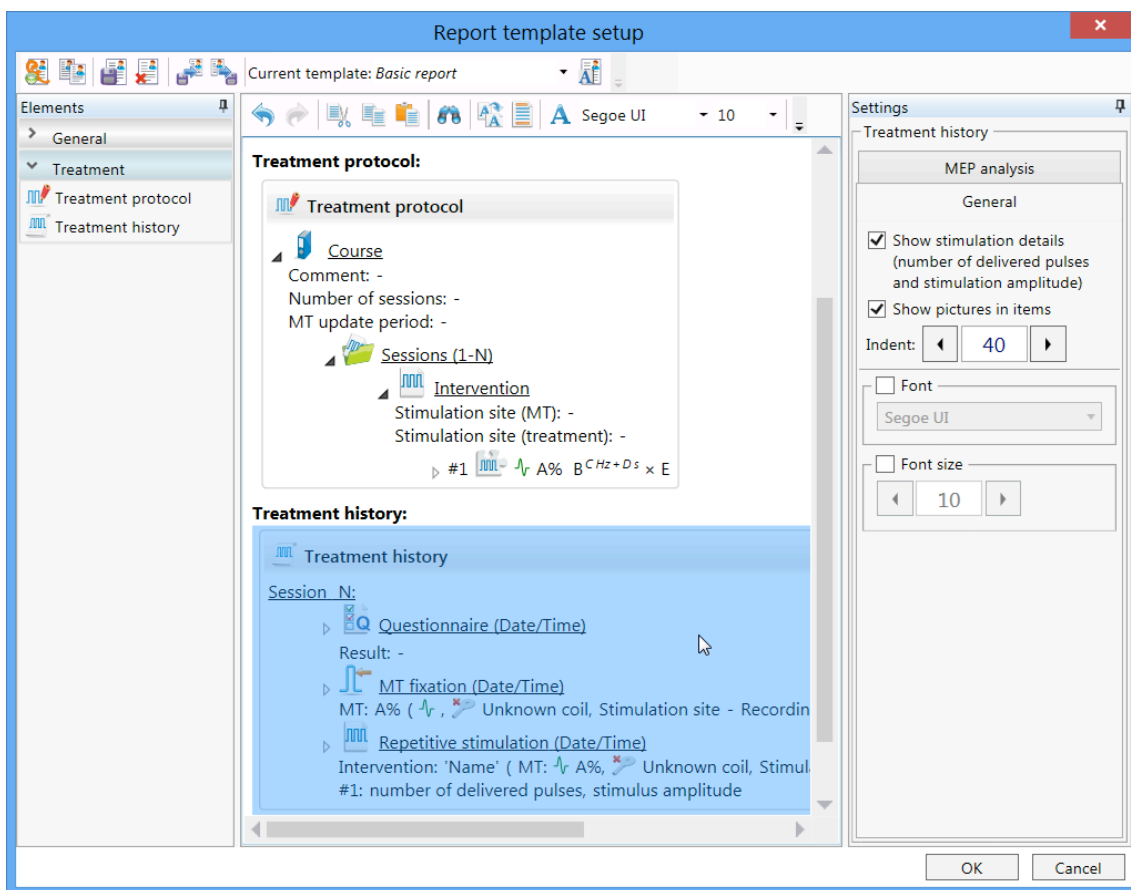 Report template setup
Current template: Basic report
Elements
General
Treatment
Treatment protocol
Treatment history
A Segoe UI 10
Treatment protocol:
Treatment protocol
Course
Comment: -
Number of sessions: -
MT update period: -
Sessions (1-N)
Intervention
Stimulation site (MT): -
Stimulation site (treatment): -
#1 A% B^C Hz+D s × E
Treatment history:
Treatment history
Session N:
Questionnaire (Date/Time)
Result: -
MT fixation (Date/Time)
MT: A% ( , Unknown coil, Stimulation site - Recordin
Repetitive stimulation (Date/Time)
Intervention: 'Name' ( MT: A%, Unknown coil, Stimul
#1: number of delivered pulses, stimulus amplitude
Settings
Treatment history
MEP analysis
General
Show stimulation details
(number of delivered pulses
and stimulation amplitude)
Show pictures in items
Indent: 40
Font
Segoe UI
Font size
10
OK Cancel